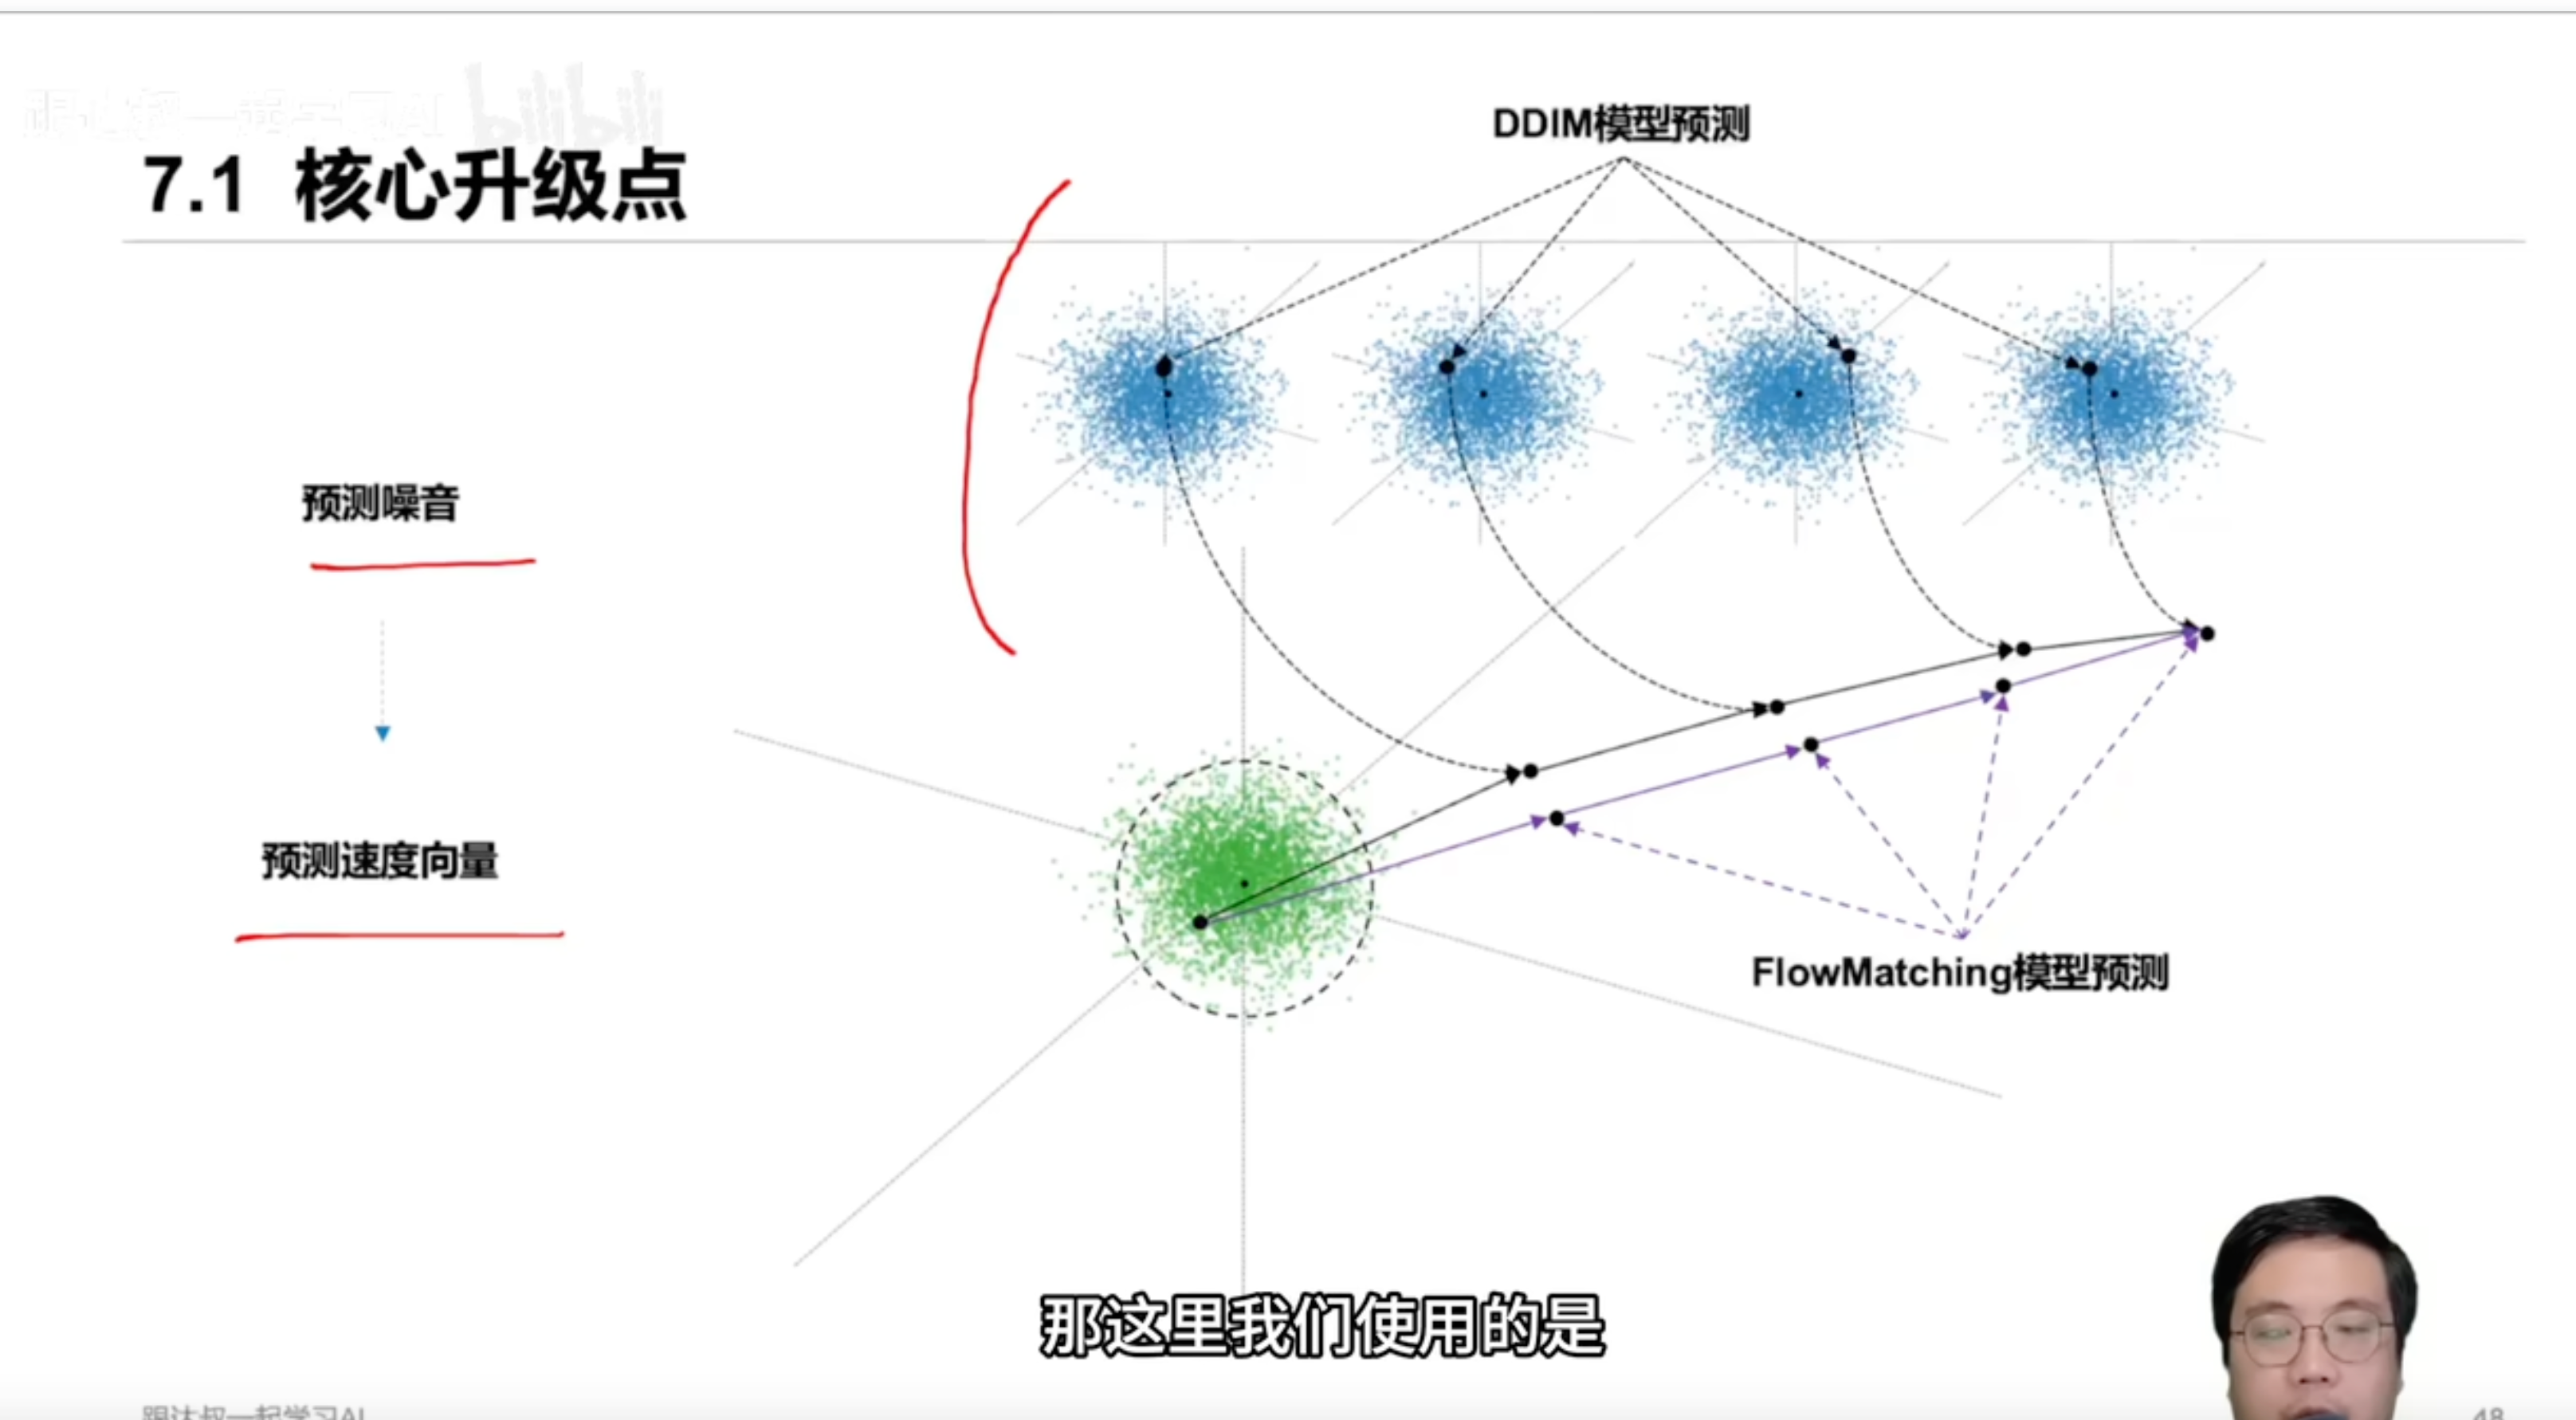 跟达叔一起学习AI bilibili
DDIM模型预测
7.1 核心升级点
预测噪音
预测速度向量
FlowMatching模型预测
那这里我们使用的是
跟达叔一起学习AI
48